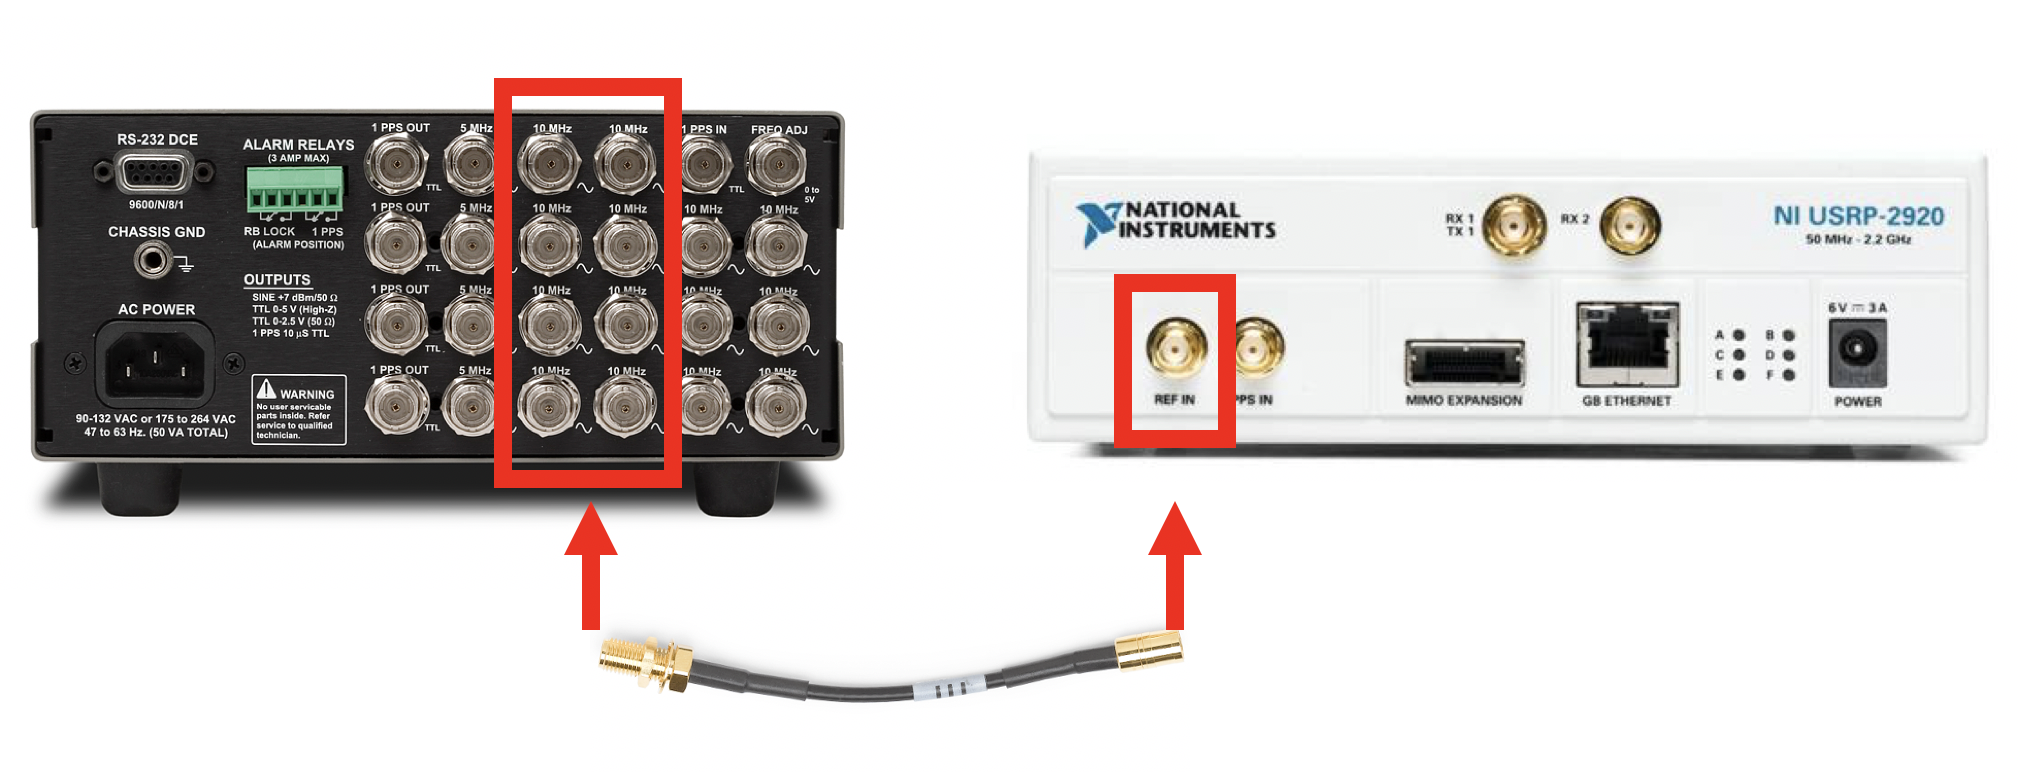 RS-232 DCE
9600/N/8/1
CHASSIS GND
AC POWER
90-132 VAC or 175 to 264 VAC
47 to 63 Hz. (50 VA TOTAL)
ALARM RELAYS
(3 AMP MAX)
RB LOCK 1 PPS
(ALARM POSITION)
OUTPUTS
SINE +7 dBm/50 Ω
TTL 0-5 V (High-Z)
TTL 0-2.5 V (50 Ω)
1 PPS 10 μS TTL
WARNING
No user servicable
parts inside. Refer
service to qualified
technician.
1 PPS OUT 5 MHz 10 MHz 10 MHz 1 PPS IN FREQ ADJ
TTL TTL 0 to
5V
1 PPS OUT 5 MHz 10 MHz 10 MHz 10 MHz 10 MHz
TTL
1 PPS OUT 5 MHz 10 MHz 10 MHz 10 MHz 10 MHz
TTL
1 PPS OUT 5 MHz 10 MHz 10 MHz 10 MHz 10 MHz
TTL
NATIONAL
INSTRUMENTS
RX 1
TX 1
RX 2
NI USRP-2920
50 MHz - 2.2 GHz
REF IN
PPS IN
MIMO EXPANSION
GB ETHERNET
A B
C D
E F
6V 3A
POWER